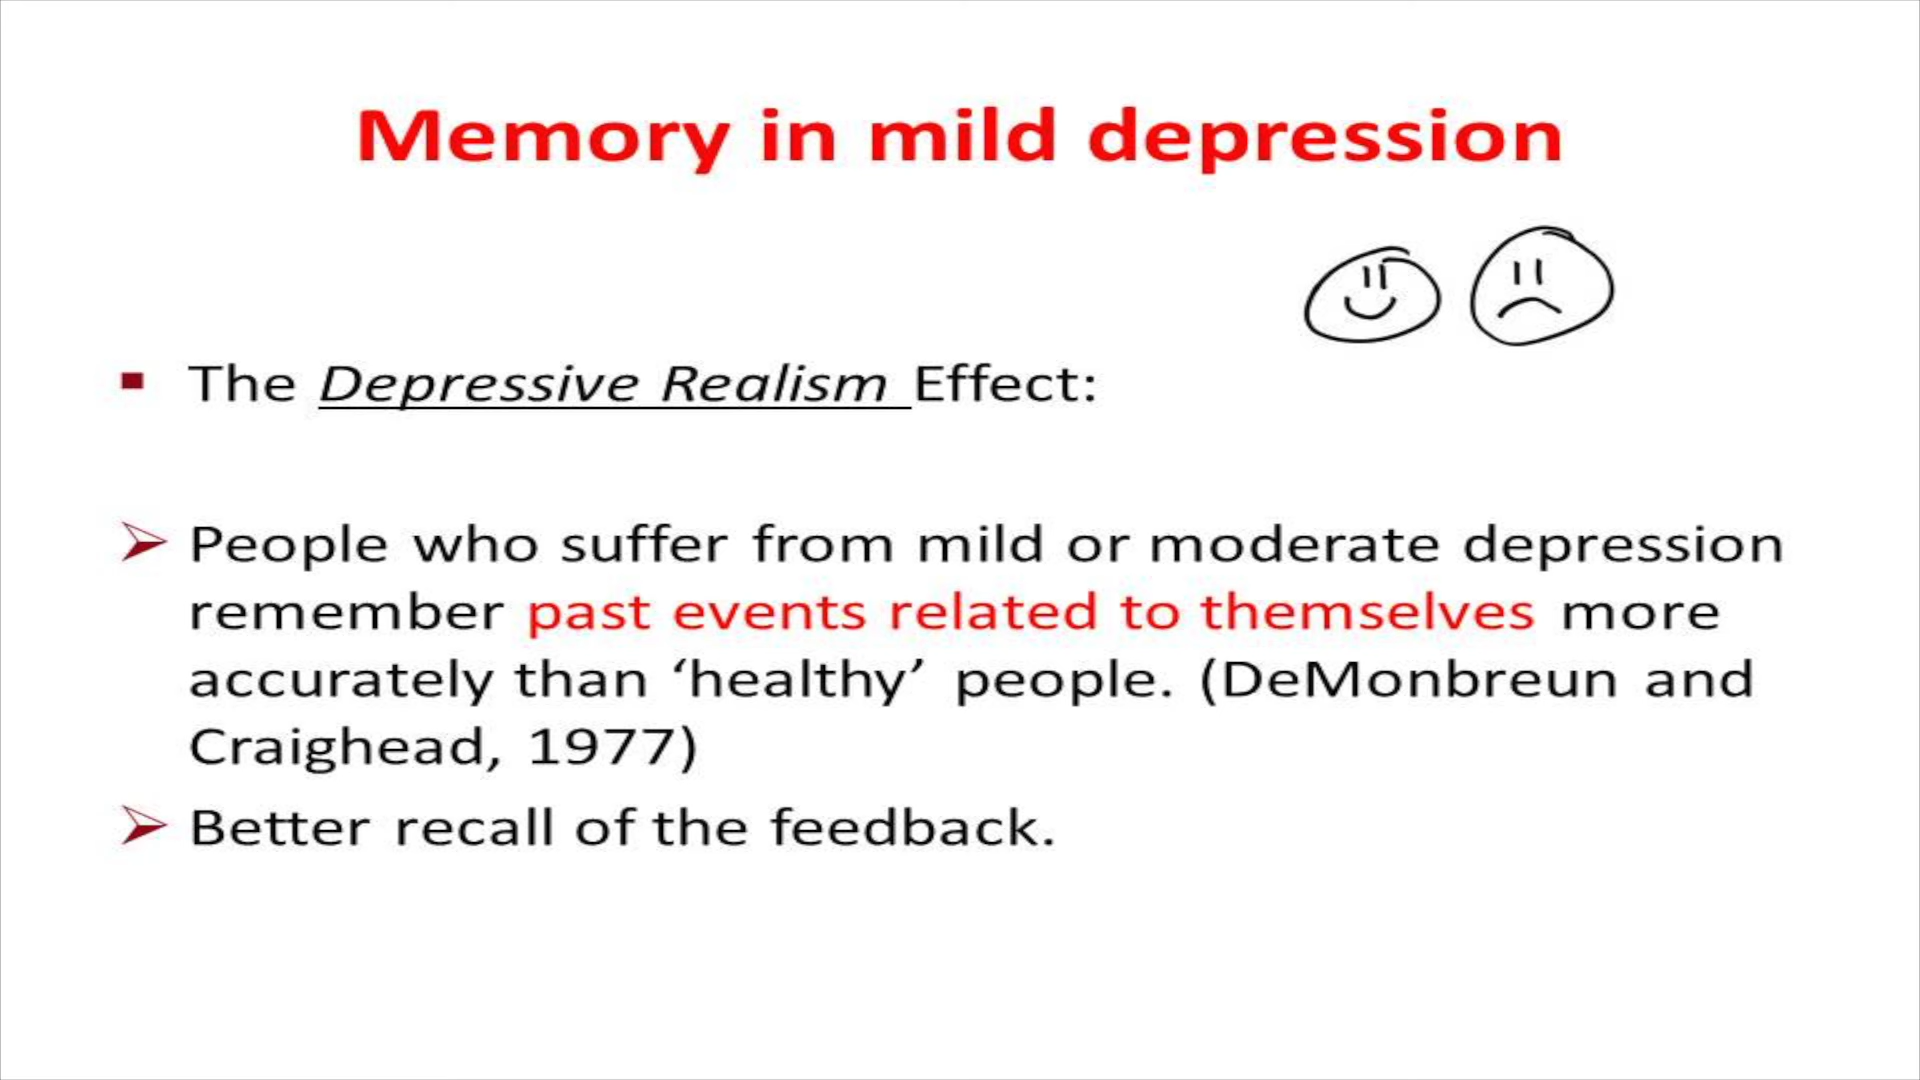 Memory in mild depression
The Depressive Realism Effect:
People who suffer from mild or moderate depression
remember past events related to themselves more
accurately than ‘healthy’ people. (DeMonbreun and
Craighead, 1977)
Better recall of the feedback.